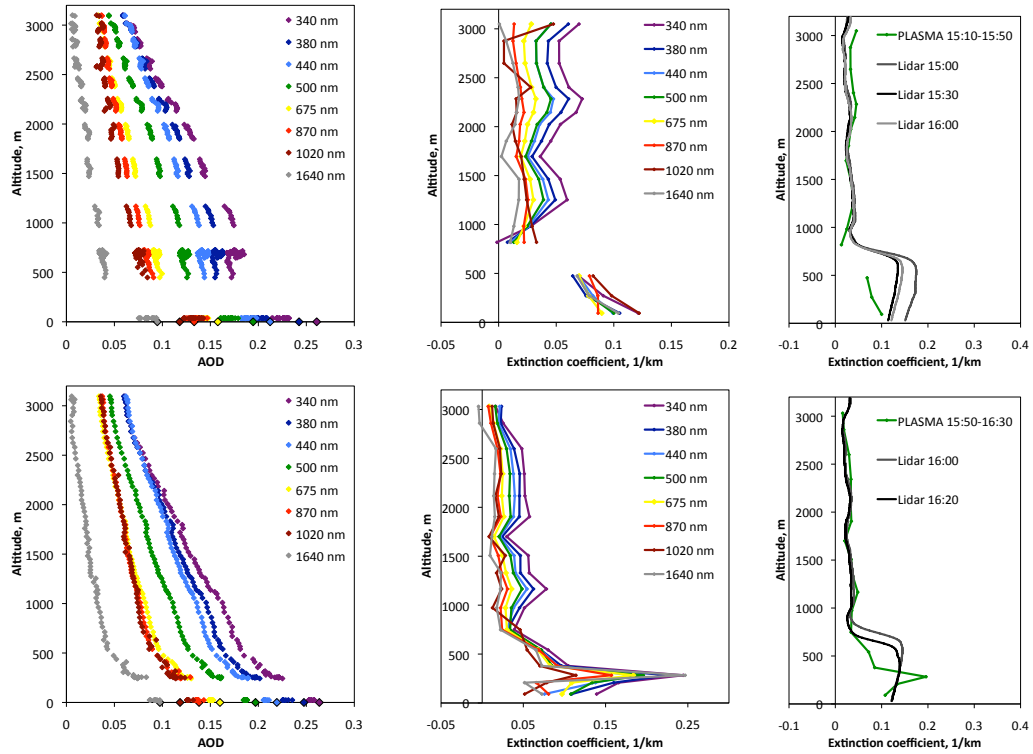 3000
2500
2000
1500
1000
500
0
Altitude, m
0
0.05
0.1
0.15
0.2
0.25
0.3
AOD
340 nm
380 nm
440 nm
500 nm
675 nm
870 nm
1020 nm
1640 nm
3000
2500
2000
1500
1000
500
0
Altitude, m
-0.05
0
0.05
0.1
0.15
0.2
Extinction coefficient, 1/km
340 nm
380 nm
440 nm
500 nm
675 nm
870 nm
1020 nm
1640 nm
3000
2500
2000
1500
1000
500
0
Altitude, m
-0.1
0
0.1
0.2
0.3
0.4
Extinction coefficient, 1/km
PLASMA 15:10-15:50
Lidar 15:00
Lidar 15:30
Lidar 16:00
3000
2500
2000
1500
1000
500
0
Altitude, m
0
0.05
0.1
0.15
0.2
0.25
0.3
AOD
340 nm
380 nm
440 nm
500 nm
675 nm
870 nm
1020 nm
1640 nm
3000
2500
2000
1500
1000
500
0
Altitude, m
-0.05
0.05
0.15
0.25
Extinction coefficient, 1/km
340 nm
380 nm
440 nm
500 nm
675 nm
870 nm
1020 nm
1640 nm
3000
2500
2000
1500
1000
500
0
Altitude, m
-0.1
0
0.1
0.2
0.3
0.4
Extinction coefficient, 1/km
PLASMA 15:50-16:30
Lidar 16:00
Lidar 16:20